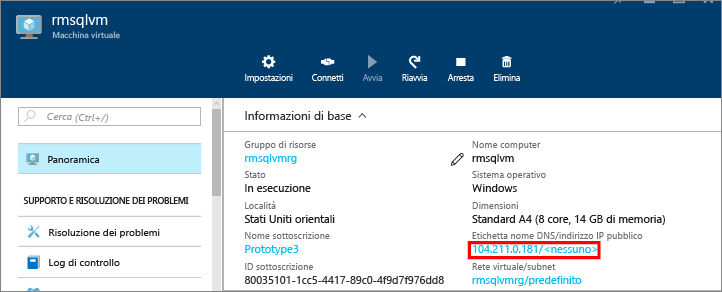 rmsqlvm
Macchina virtuale
Impostazioni Connetti Avvia Riavvia Arresta Elimina
Cerca (Ctrl+/)
Panoramica
SUPPORTO E RISOLUZIONE DEI PROBLEMI
Risoluzione dei problemi
Log di controllo
Informazioni di base
Gruppo di risorse
rmsqlvmrg
Stato
In esecuzione
Località
Stati Uniti orientali
Nome sottoscrizione
Prototype3
ID sottoscrizione
80035101-1cc5-4417-89c0-4f9d7f976dd8
Nome computer
rmsqlvm
Sistema operativo
Windows
Dimensioni
Standard A4 (8 core, 14 GB di memoria)
Etichetta nome DNS/indirizzo IP pubblico
104.211.0.181/<nessuno>
Rete virtuale/subnet
rmsqlvmrg/predefinito